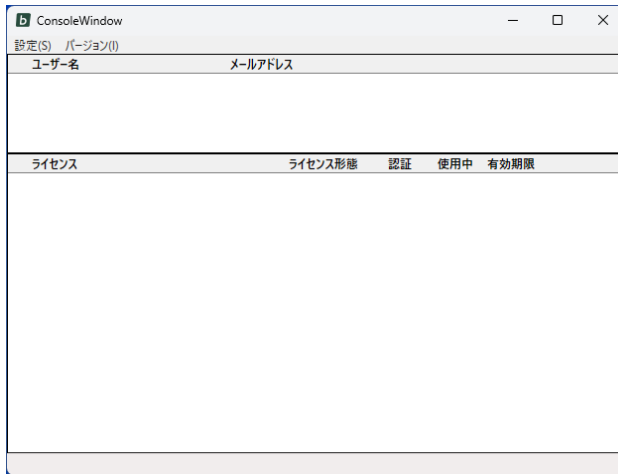 b ConsoleWindow
設定(S) バージョン(I)
ユーザー名 メールアドレス
ライセンス ライセンス形態 認証 使用中 有効期限